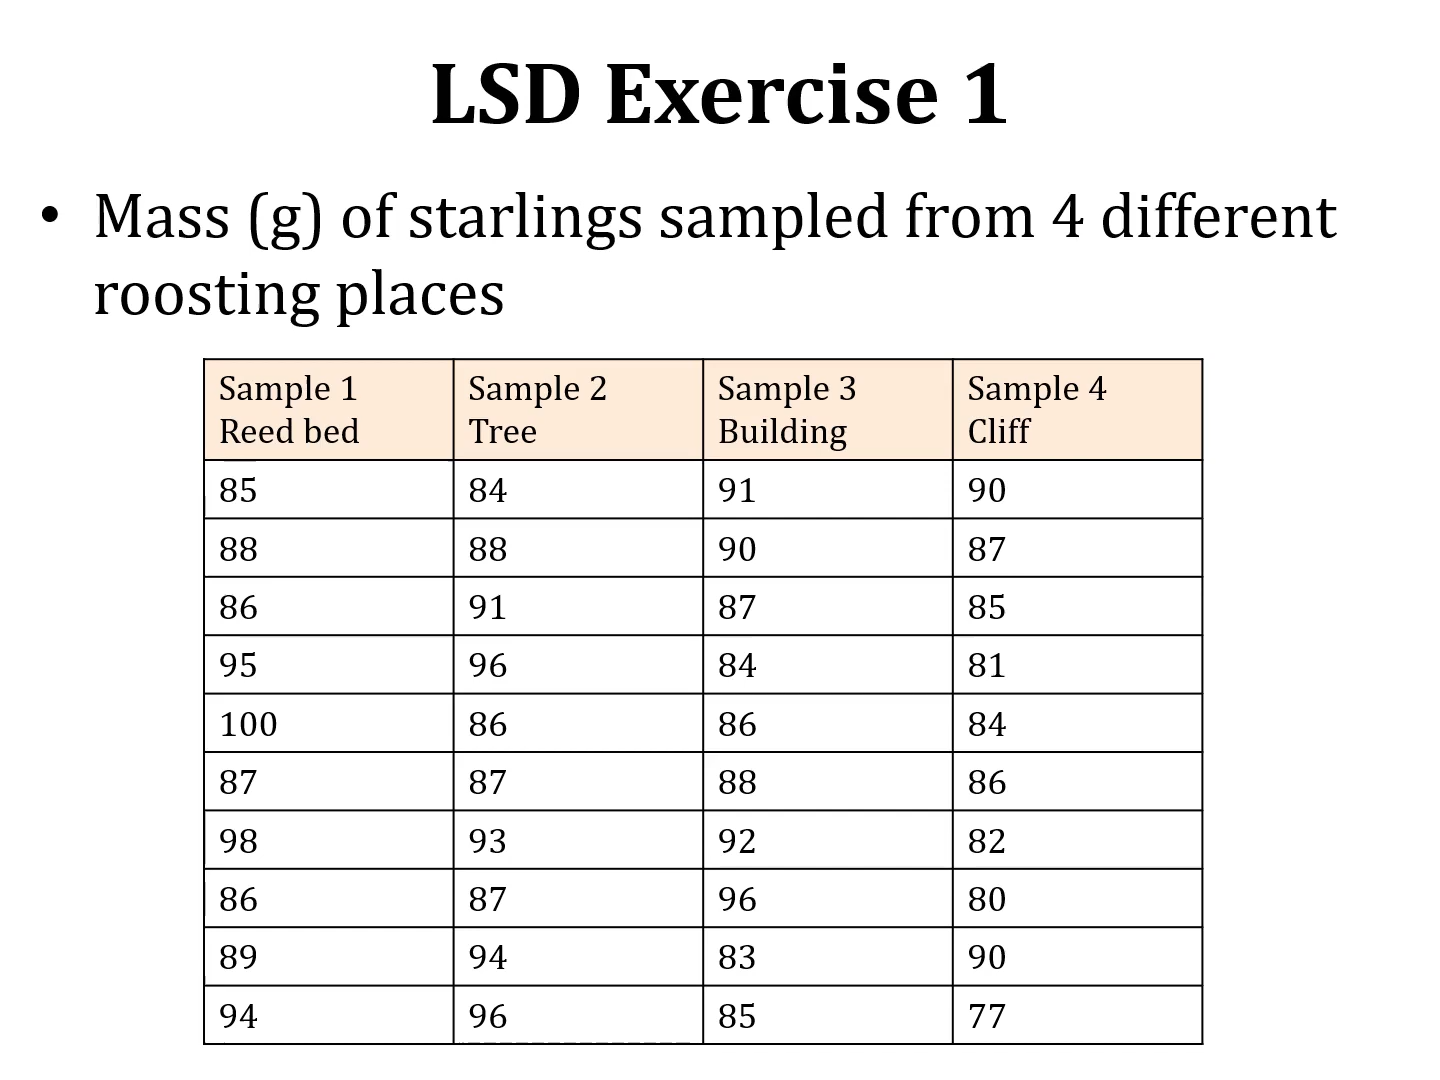 LSD Exercise 1
• Mass (g) of starlings sampled from 4 different
roosting places
Sample 1 Sample 2 Sample 3 Sample 4
Reed bed Tree Building Cliff
85 84 91 90
88 88 90 87
86 91 87 85
95 96 84 81
100 86 86 84
87 87 88 86
98 93 92 82
86 87 96 80
89 94 83 90
94 96 85 77